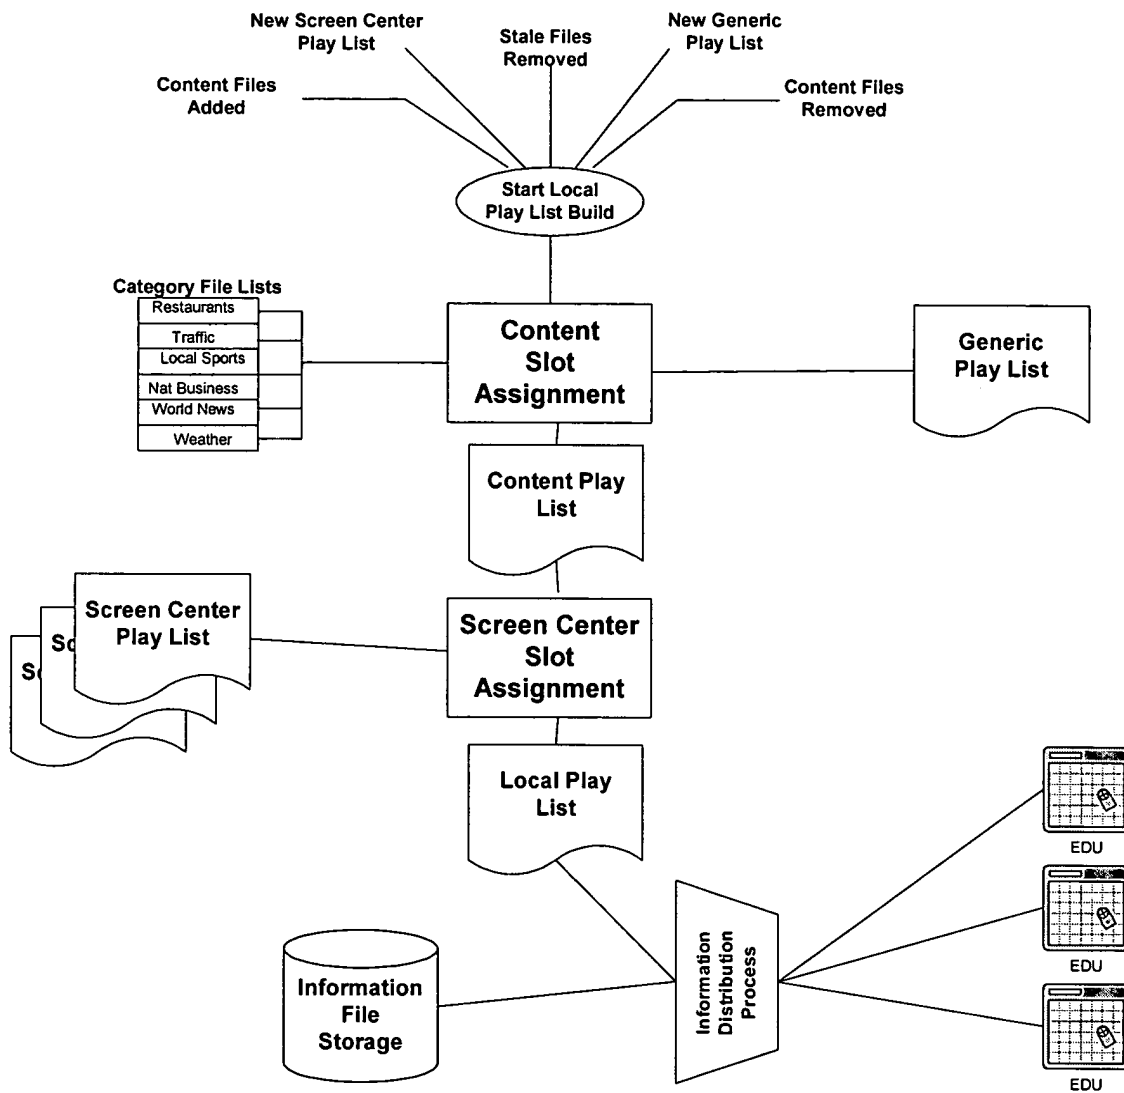 New Screen Center
Play List
Stale Files
Removed
New Generic
Play List
Content Files
Added
Content Files
Removed
Start Local
Play List Build
Category File Lists
Restaurants
Traffic
Local Sports
Nat Business
World News
Weather
Content
Slot
Assignment
Generic
Play List
Content Play
List
Screen Center
Play List
Sc
Sc
Screen Center
Slot
Assignment
Local Play
List
EDU
EDU
EDU
Information
Distribution
Process
Information
File
Storage